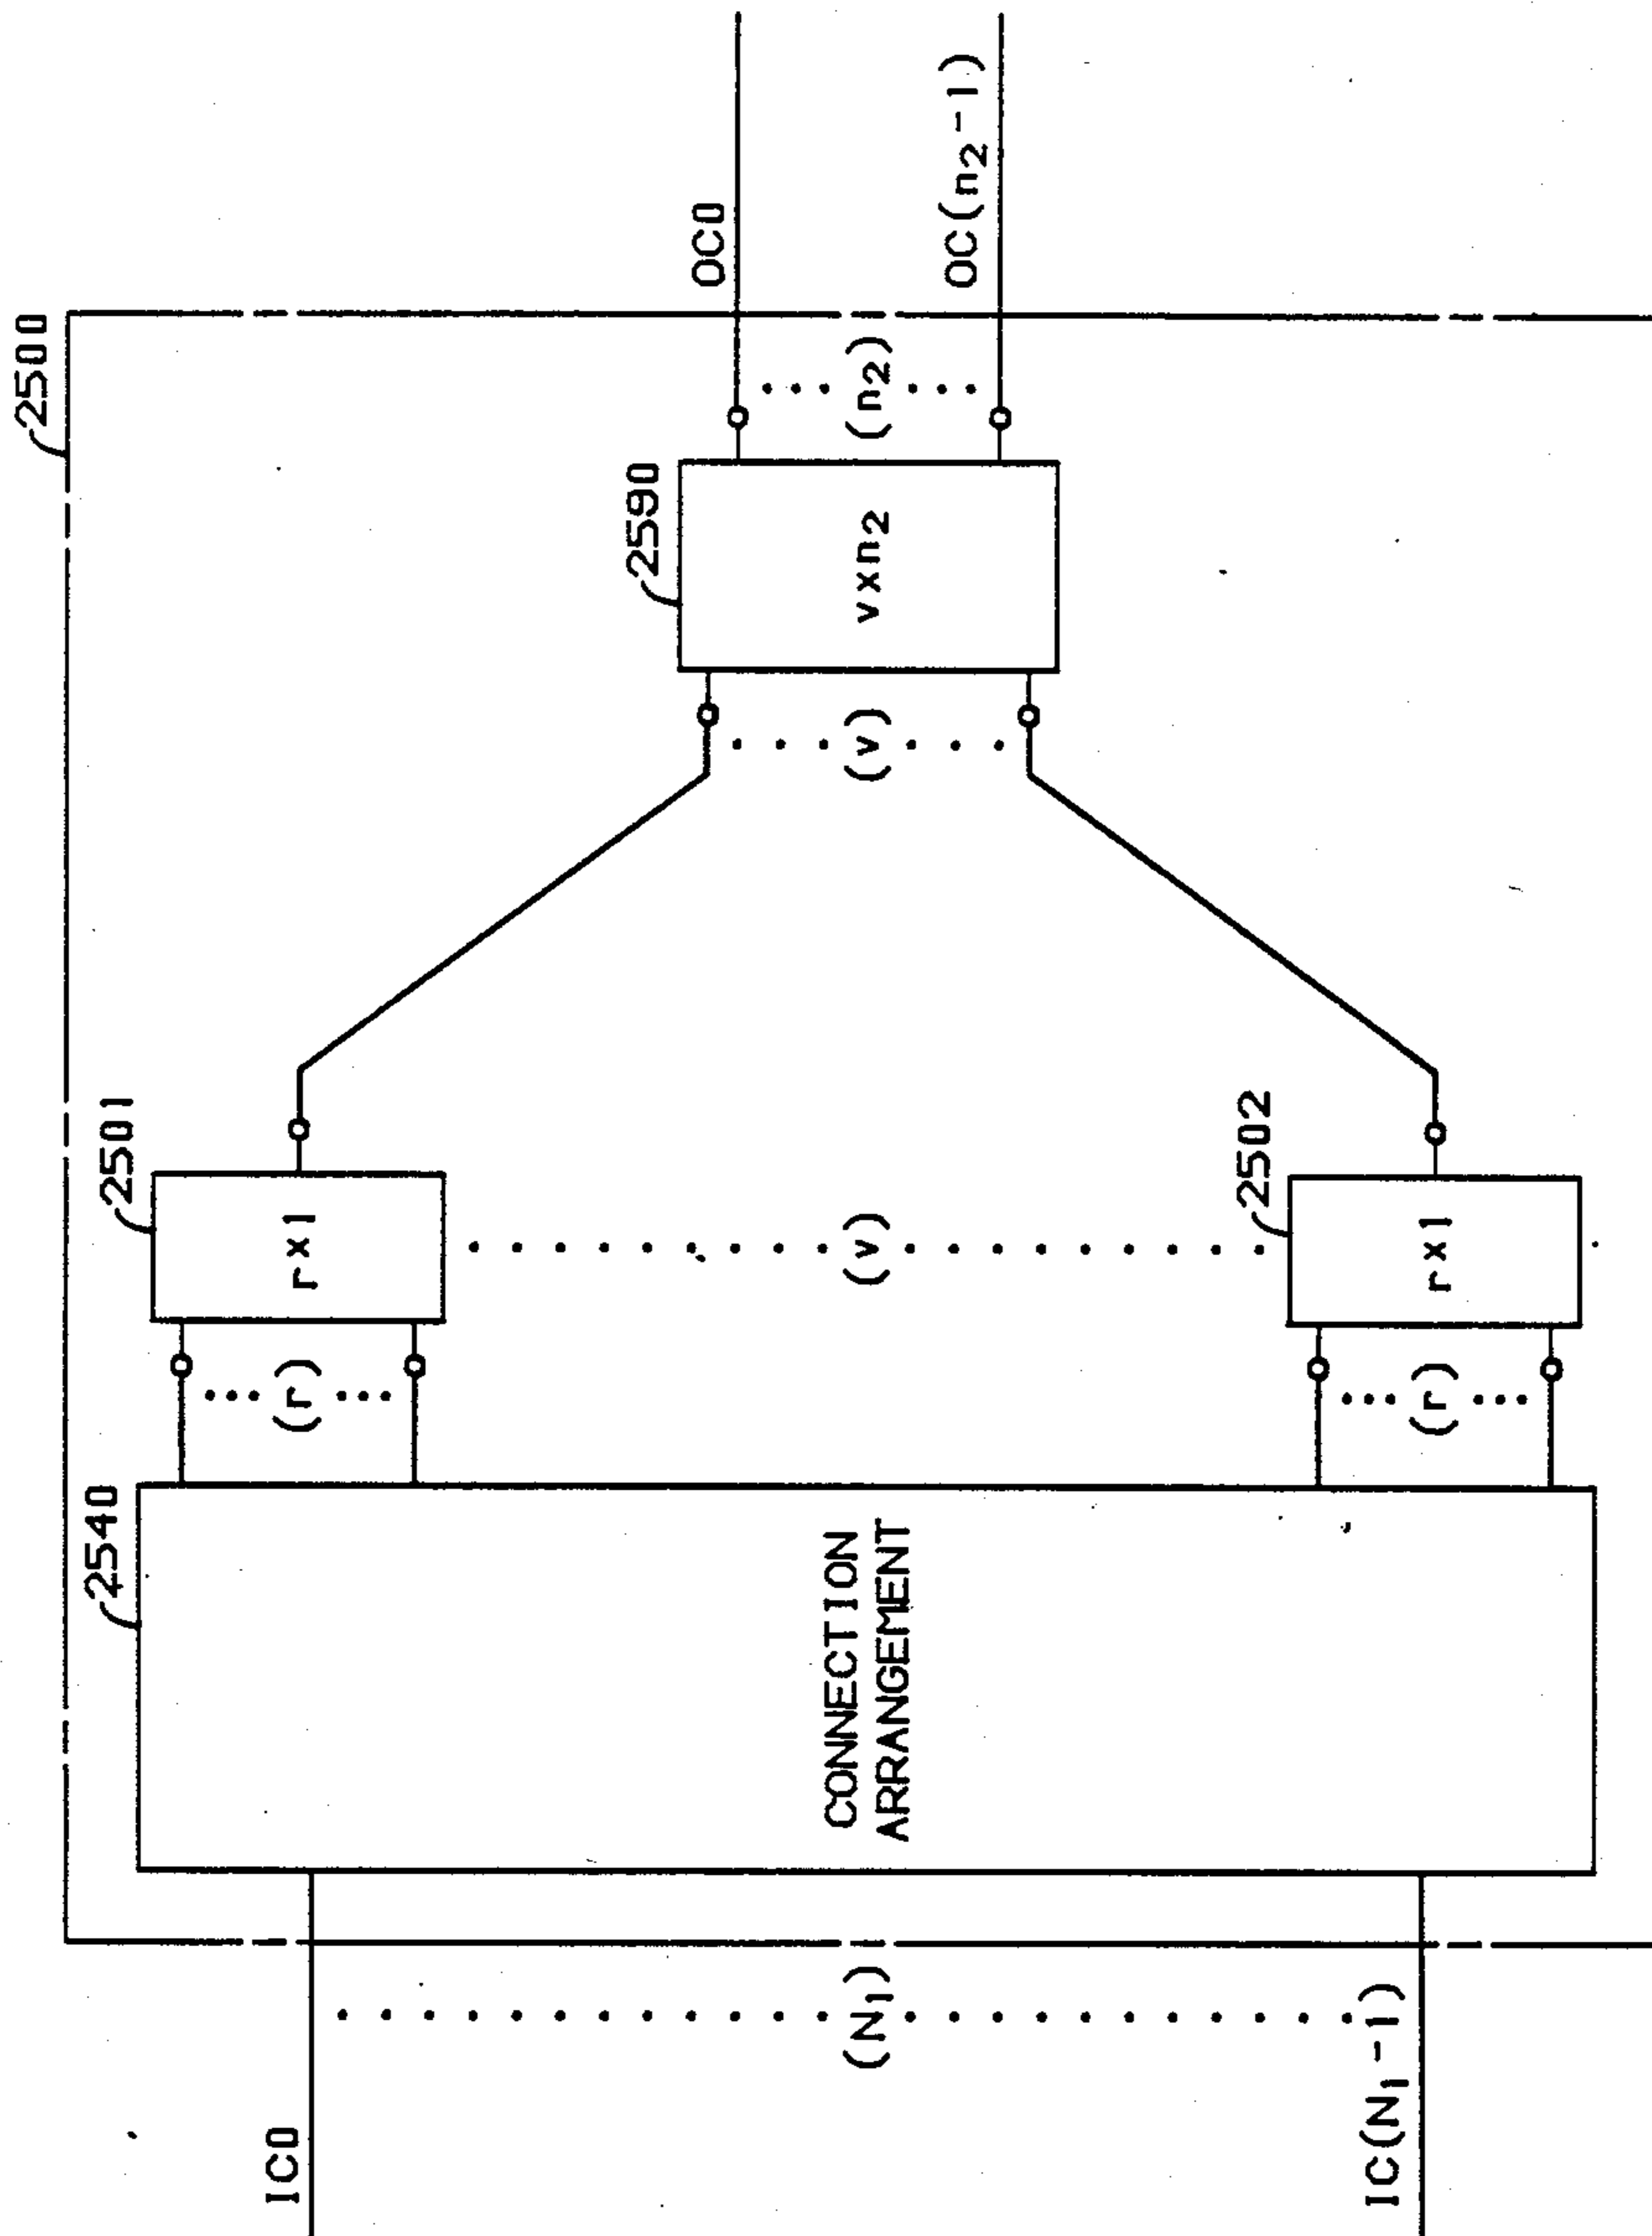 2500
2540
2501
2590
OC0
IC0
(r)
rx1
(v)
vxn₂
(n₂)
OC(n₂-1)
(N₁)
CONNECTION
ARRANGEMENT
(v)
2502
IC(N₁-1)
(r)
rx1